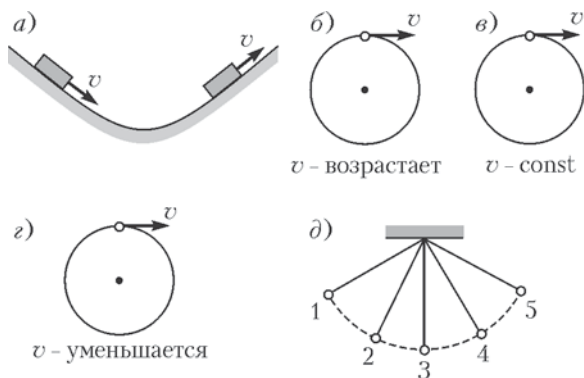 а) v v
б) v
v – возрастает
в) v
v – const
г) v
v – уменьшается
д)
1 2 3 4 5